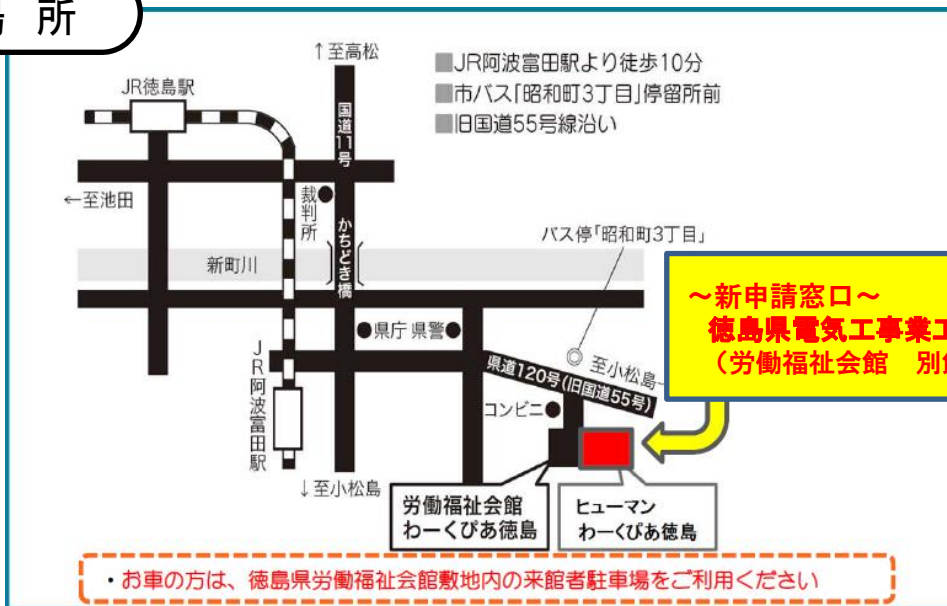 場 所
↑至高松
■JR阿波富田駅より徒歩10分
■市バス「昭和町3丁目」停留所前
■旧国道55号線沿い
JR徳島駅
国道11号
←至池田
裁判所
かちどき橋
バス停「昭和町3丁目」
新町川
～新申請窓口～
徳島県電気工事業工
(労働福祉会館 別館
県庁
県警
JR阿波富田駅
至小松島
県道120号(旧国道55号)
コンビニ
↓至小松島
労働福祉会館
わーくぴあ徳島
ヒューマン
わーくぴあ徳島
・お車の方は、徳島県労働福祉会館敷地内の来館者駐車場をご利用ください